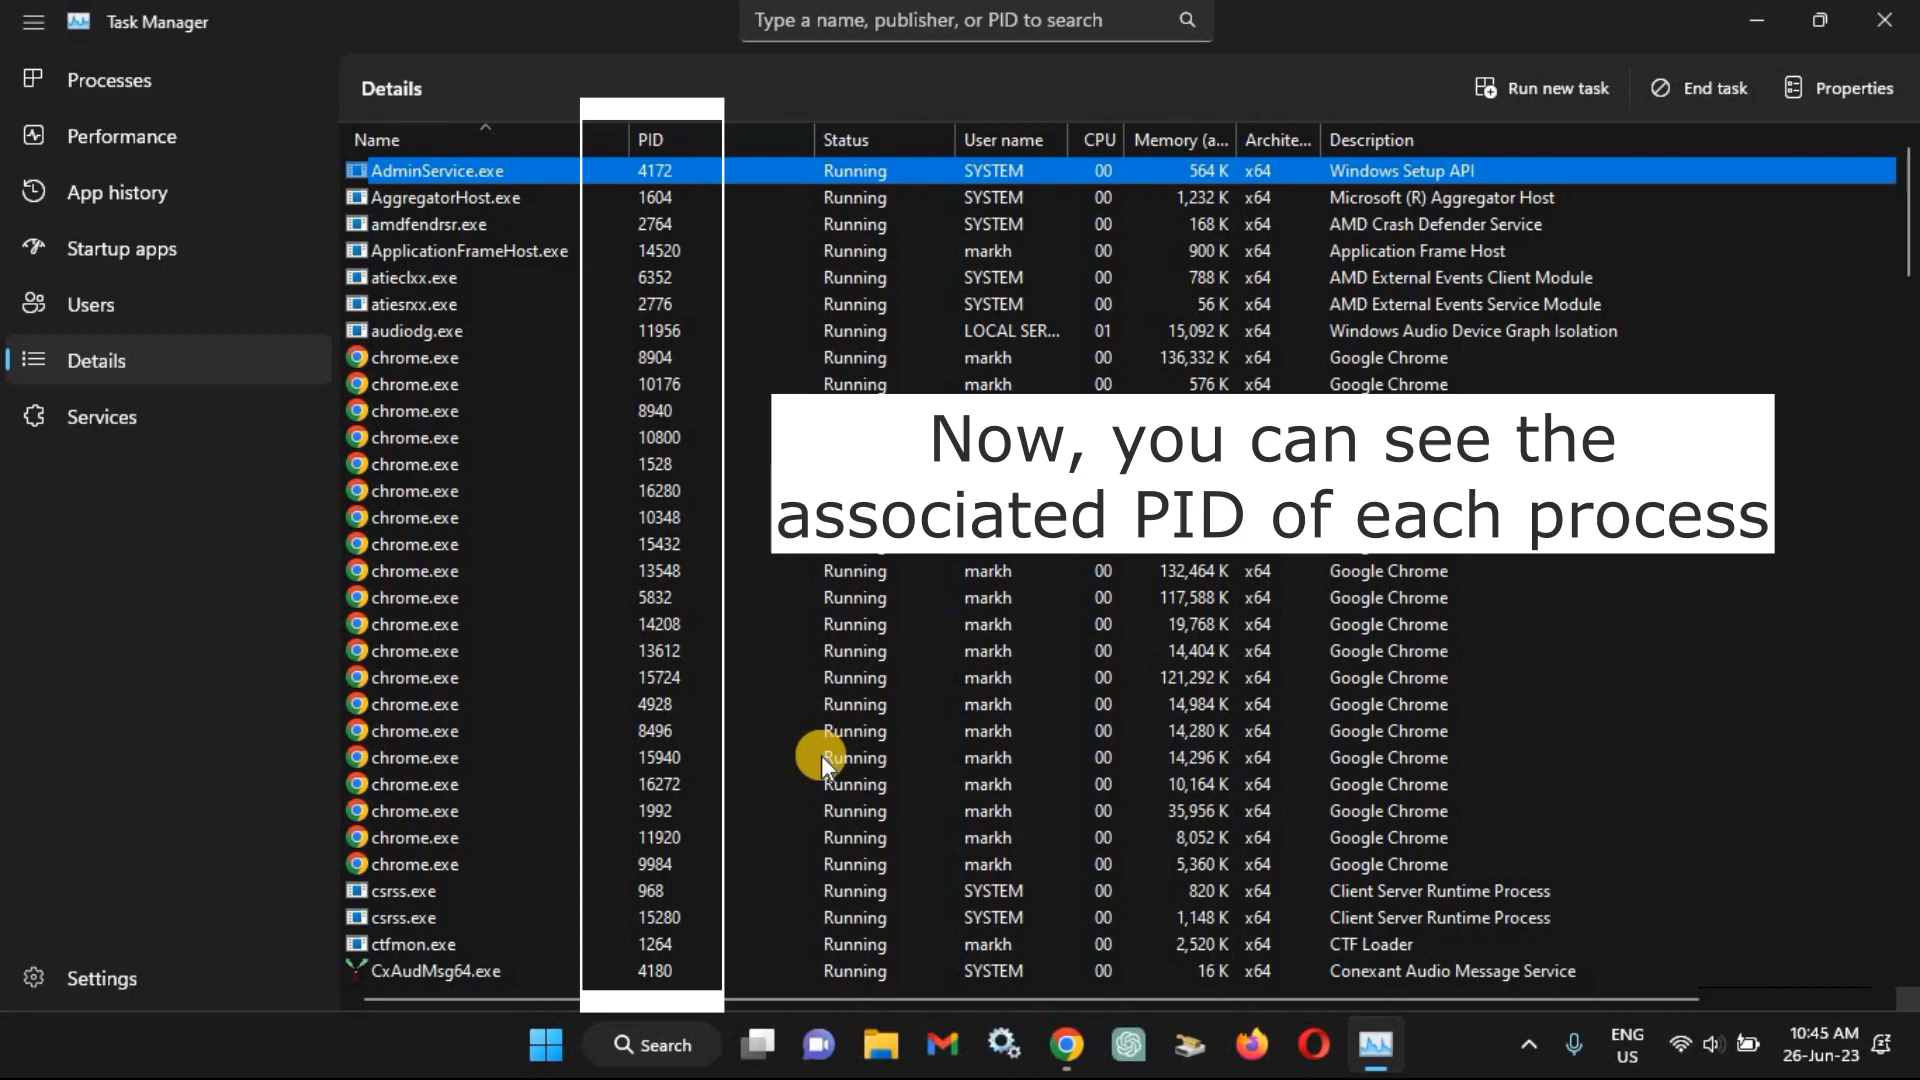 Task Manager
Type a name, publisher, or PID to search
Processes
Performance
App history
Startup apps
Users
Details
Services
Settings
Details
Run new task
End task
Properties
Name PID Status User name CPU Memory (a... Archite... Description
AdminService.exe 4172 Running SYSTEM 00 564 K x64 Windows Setup API
AggregatorHost.exe 1604 Running SYSTEM 00 1,232 K x64 Microsoft (R) Aggregator Host
amdfendrsr.exe 2764 Running SYSTEM 00 168 K x64 AMD Crash Defender Service
ApplicationFrameHost.exe 14520 Running markh 00 900 K x64 Application Frame Host
atieclxx.exe 6352 Running SYSTEM 00 788 K x64 AMD External Events Client Module
atiesrxx.exe 2776 Running SYSTEM 00 56 K x64 AMD External Events Service Module
audiodg.exe 11956 Running LOCAL SER... 01 15,092 K x64 Windows Audio Device Graph Isolation
chrome.exe 8904 Running markh 00 136,332 K x64 Google Chrome
chrome.exe 10176 Running markh 00 576 K x64 Google Chrome
chrome.exe 8940
chrome.exe 10800
chrome.exe 1528
chrome.exe 16280
chrome.exe 10348
chrome.exe 15432
Now, you can see the
associated PID of each process
chrome.exe 13548 Running markh 00 132,464 K x64 Google Chrome
chrome.exe 5832 Running markh 00 117,588 K x64 Google Chrome
chrome.exe 14208 Running markh 00 19,768 K x64 Google Chrome
chrome.exe 13612 Running markh 00 14,404 K x64 Google Chrome
chrome.exe 15724 Running markh 00 121,292 K x64 Google Chrome
chrome.exe 4928 Running markh 00 14,984 K x64 Google Chrome
chrome.exe 8496 Running markh 00 14,280 K x64 Google Chrome
chrome.exe 15940 Running markh 00 14,296 K x64 Google Chrome
chrome.exe 16272 Running markh 00 10,164 K x64 Google Chrome
chrome.exe 1992 Running markh 00 35,956 K x64 Google Chrome
chrome.exe 11920 Running markh 00 8,052 K x64 Google Chrome
chrome.exe 9984 Running markh 00 5,360 K x64 Google Chrome
csrss.exe 968 Running SYSTEM 00 820 K x64 Client Server Runtime Process
csrss.exe 15280 Running SYSTEM 00 1,148 K x64 Client Server Runtime Process
ctfmon.exe 1264 Running markh 00 2,520 K x64 CTF Loader
CxAudMsg64.exe 4180 Running SYSTEM 00 16 K x64 Conexant Audio Message Service
Search
ENG
US
10:45 AM
26-Jun-23